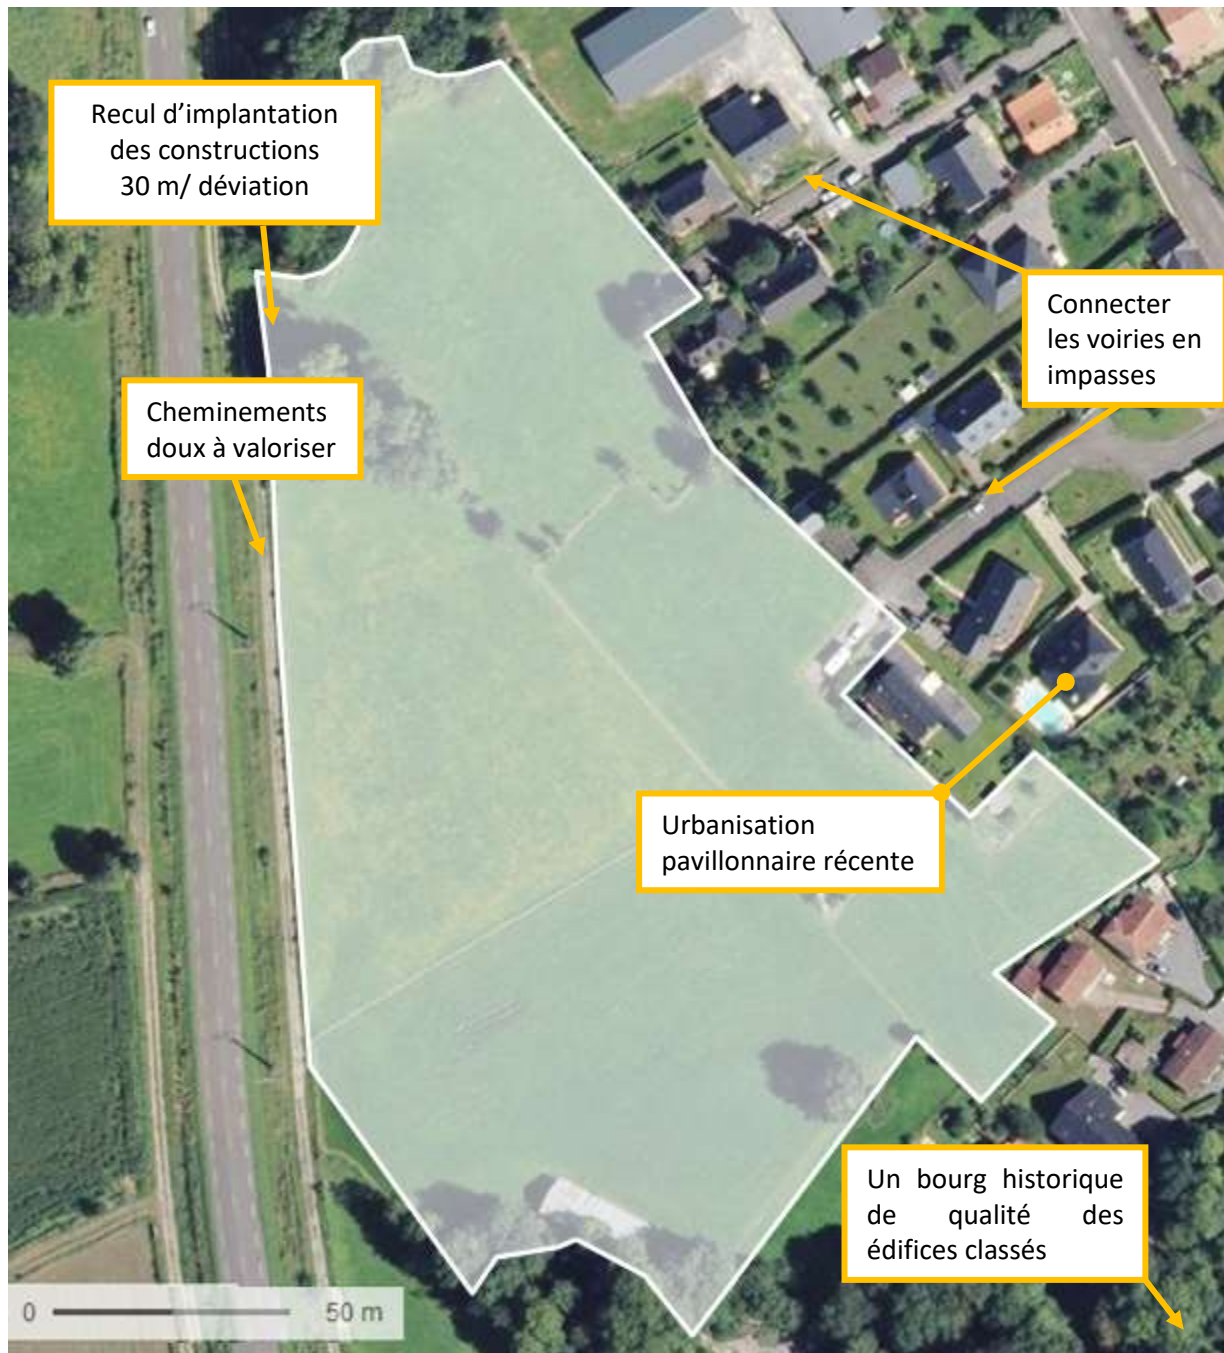 Recul d’implantation
des constructions
30 m/ déviation
Connecter
les voiries en
impasses
Cheminements
doux à valoriser
Urbanisation
pavillonnaire récente
Un bourg historique
de qualité des
édifices classés
0 50 m